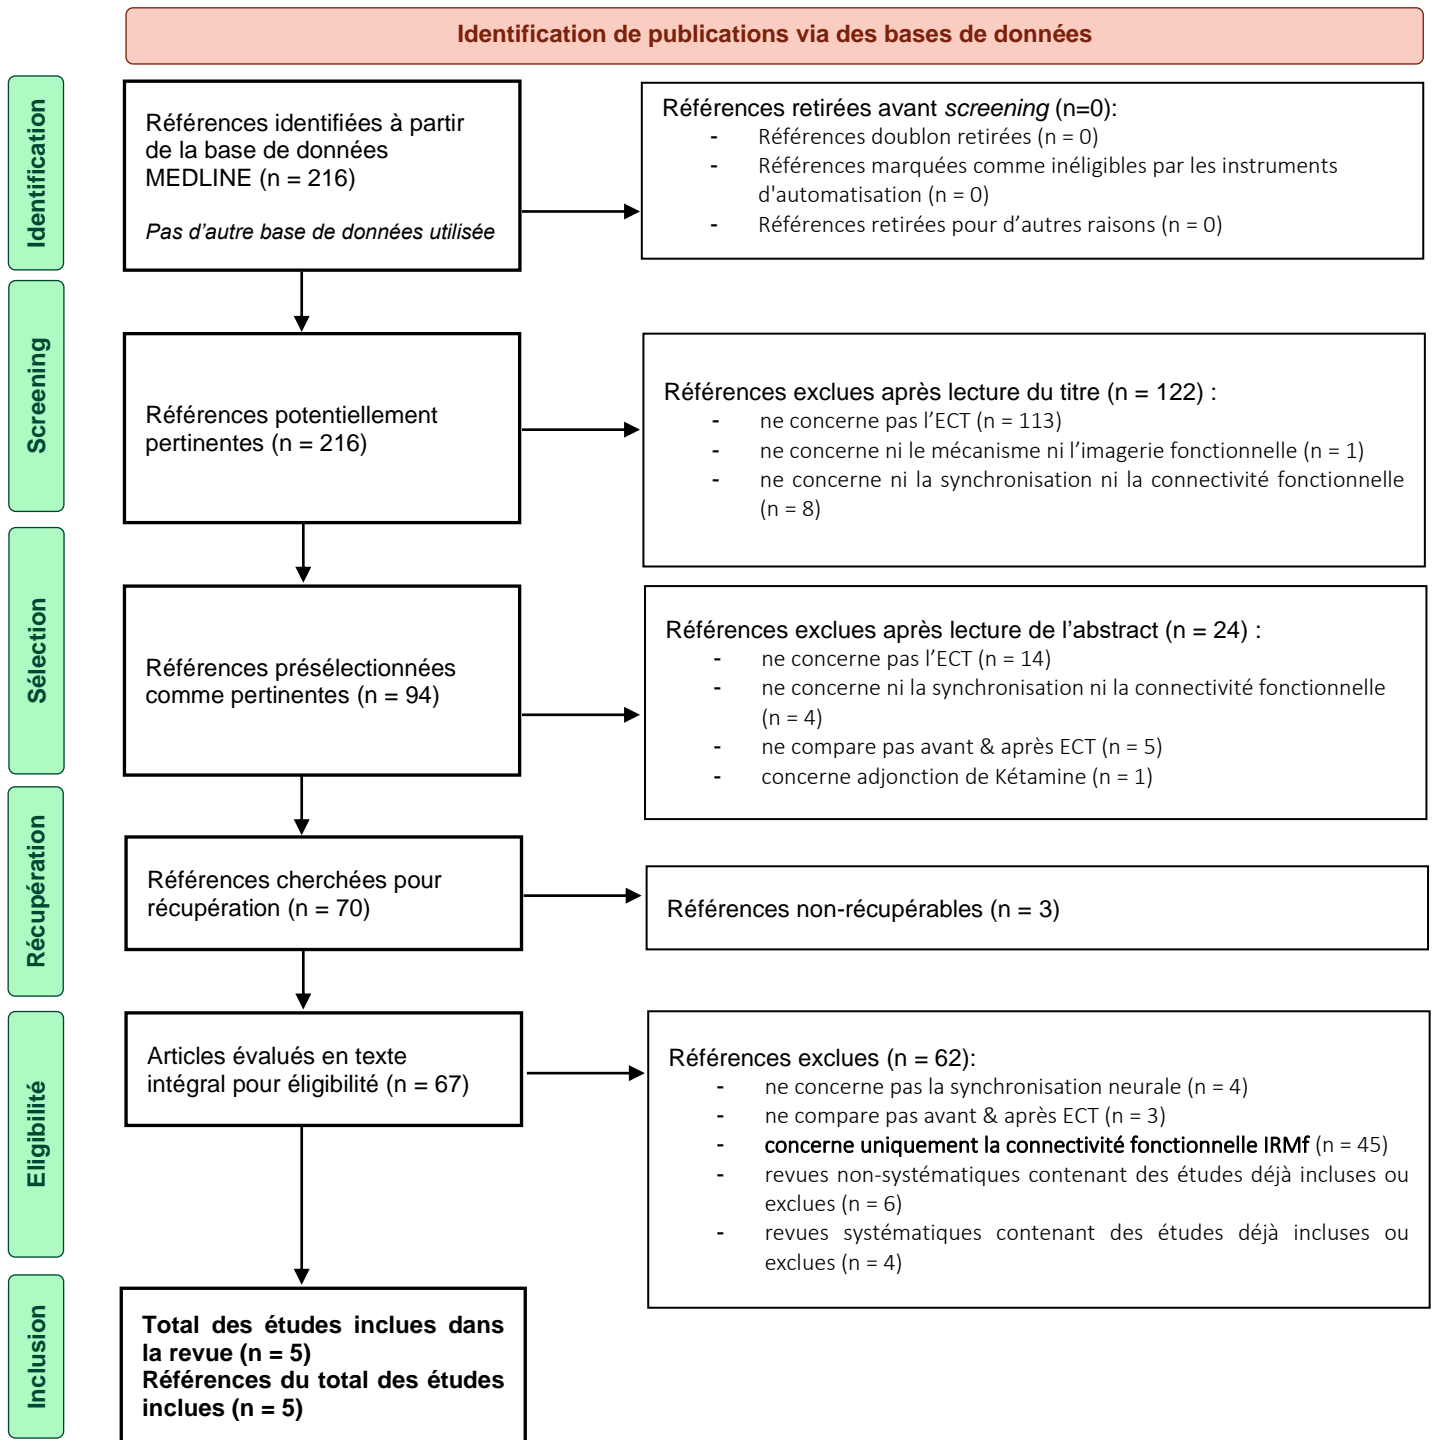 Identification de publications via des bases de données
Identification
Références identifiées à partir
de la base de données
MEDLINE (n = 216)
Pas d’autre base de données utilisée
Références retirées avant screening (n=0):
- Références doublon retirées (n = 0)
- Références marquées comme inéligibles par les instruments
d'automatisation (n = 0)
- Références retirées pour d’autres raisons (n = 0)
Screening
Références potentiellement
pertinentes (n = 216)
Références exclues après lecture du titre (n = 122) :
- ne concerne pas l’ECT (n = 113)
- ne concerne ni le mécanisme ni l’imagerie fonctionnelle (n = 1)
- ne concerne ni la synchronisation ni la connectivité fonctionnelle
(n = 8)
Sélection
Références présélectionnées
comme pertinentes (n = 94)
Références exclues après lecture de l’abstract (n = 24) :
- ne concerne pas l’ECT (n = 14)
- ne concerne ni la synchronisation ni la connectivité fonctionnelle
(n = 4)
- ne compare pas avant & après ECT (n = 5)
- concerne adjonction de Kétamine (n = 1)
Récupération
Références cherchées pour
récupération (n = 70)
Références non-récupérables (n = 3)
Eligibilité
Articles évalués en texte
intégral pour éligibilité (n = 67)
Références exclues (n = 62):
- ne concerne pas la synchronisation neurale (n = 4)
- ne compare pas avant & après ECT (n = 3)
- concerne uniquement la connectivité fonctionnelle IRMf (n = 45)
- revues non-systématiques contenant des études déjà incluses ou
exclues (n = 6)
- revues systématiques contenant des études déjà incluses ou
exclues (n = 4)
Inclusion
Total des études inclues dans
la revue (n = 5)
Références du total des études
inclues (n = 5)